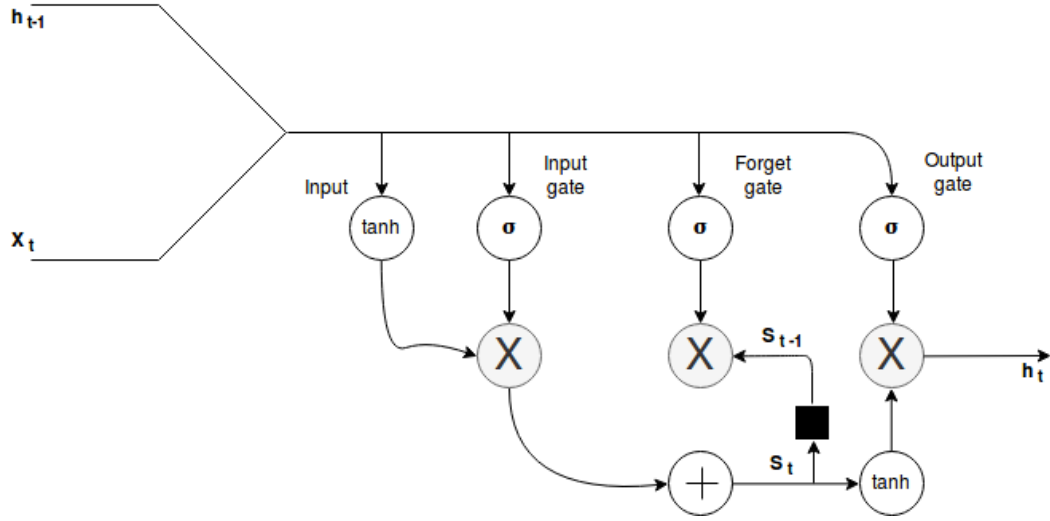 h t-1
Input
Input
gate
Forget
gate
Output
gate
X t
tanh
σ
σ
σ
X
X
S t-1
X
h t
S t
+
tanh